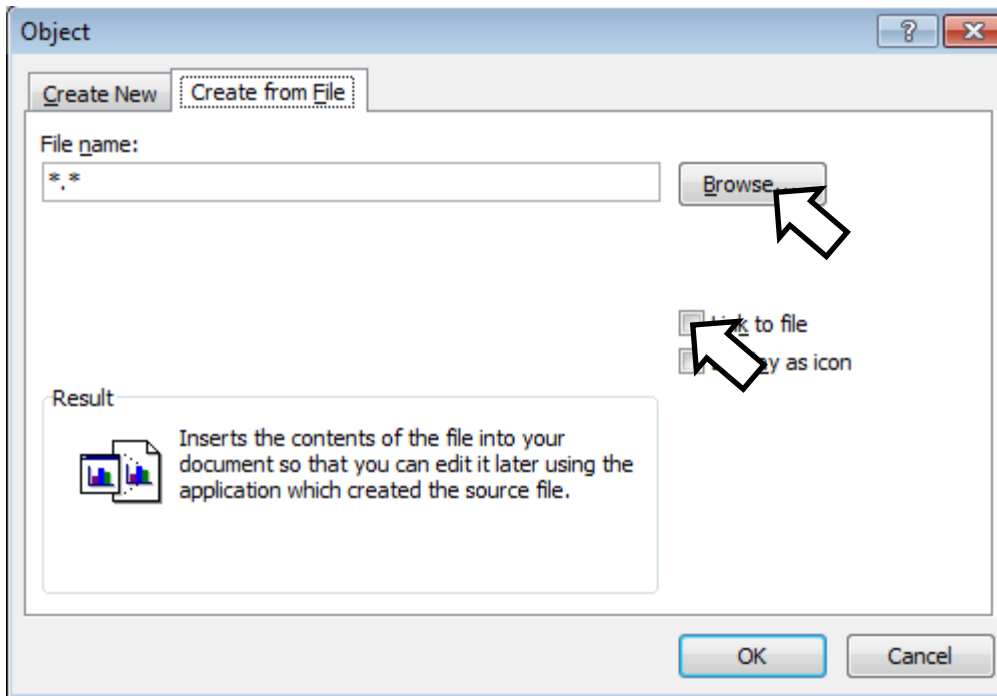 Object
Create New
Create from File
File name:
*.*
Browse...
to file
as icon
Result
Inserts the contents of the file into your
document so that you can edit it later using the
application which created the source file.
OK
Cancel